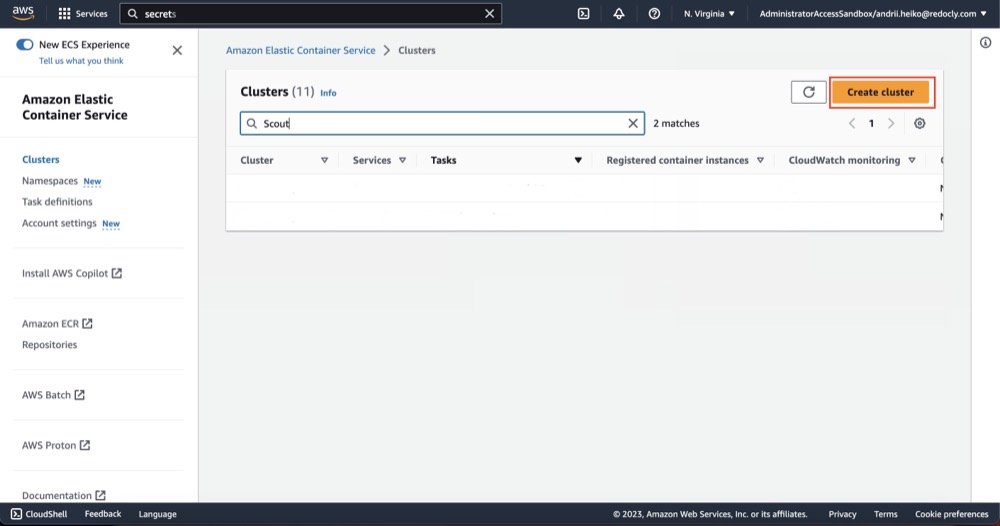 aws Services secrets N. Virginia AdministratorAccessSandbox/andrii.heiko@redocly.com
New ECS Experience
Tell us what you think
Amazon Elastic
Container Service
Clusters
Namespaces New
Task definitions
Account settings New
Install AWS Copilot
Amazon ECR
Repositories
AWS Batch
AWS Proton
Documentation
Amazon Elastic Container Service > Clusters
Clusters (11) Info
Create cluster
Scout 2 matches 1
Cluster Services Tasks Registered container instances CloudWatch monitoring
CloudShell Feedback Language © 2023, Amazon Web Services, Inc. or its affiliates. Privacy Terms Cookie preferences